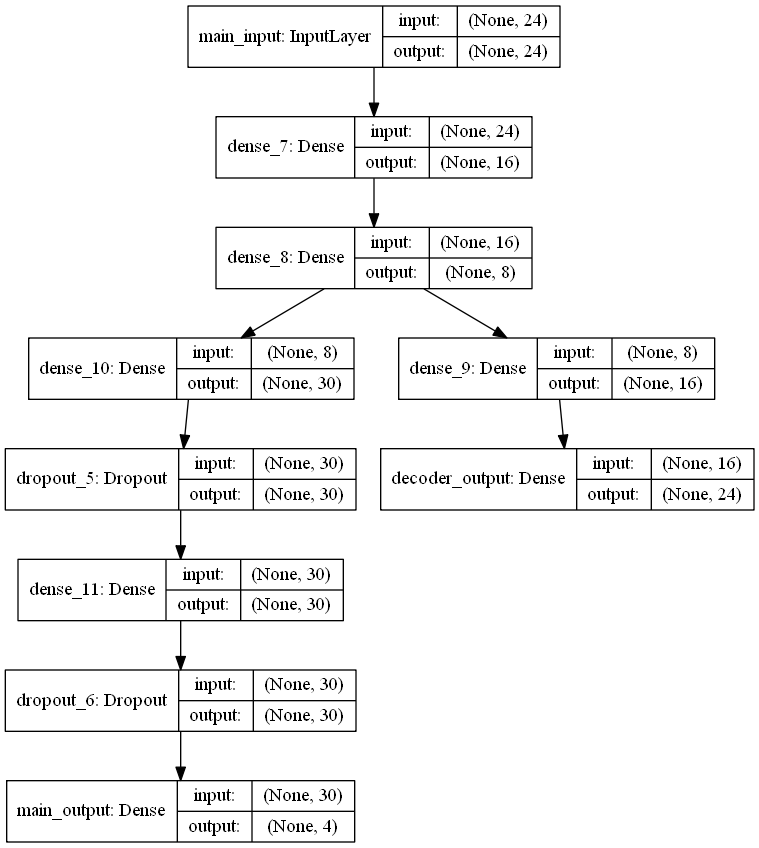 main_input: InputLayer
input: (None, 24)
output: (None, 24)
dense_7: Dense
input: (None, 24)
output: (None, 16)
dense_8: Dense
input: (None, 16)
output: (None, 8)
dense_10: Dense
input: (None, 8)
output: (None, 30)
dense_9: Dense
input: (None, 8)
output: (None, 16)
dropout_5: Dropout
input: (None, 30)
output: (None, 30)
decoder_output: Dense
input: (None, 16)
output: (None, 24)
dense_11: Dense
input: (None, 30)
output: (None, 30)
dropout_6: Dropout
input: (None, 30)
output: (None, 30)
main_output: Dense
input: (None, 30)
output: (None, 4)